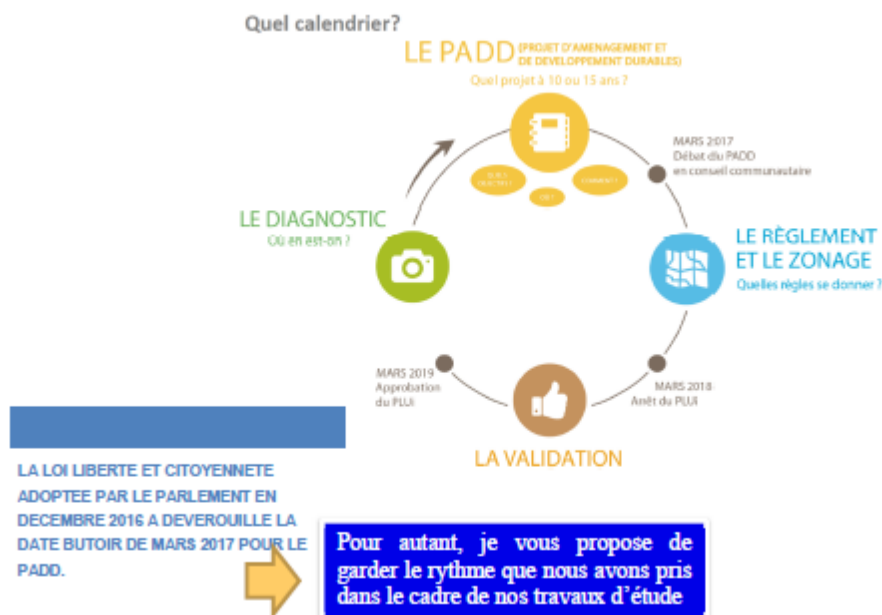 Quel calendrier?
LE PADD (PROJET D'AMENAGEMENT ET
DE DEVELOPPEMENT DURABLES)
Quel projet à 10 ou 15 ans ?
MARS 2017
Débat du PADD
en conseil communautaire
COMMENT ?
LE DIAGNOSTIC
Où en est-on ?
LE RÈGLEMENT
ET LE ZONAGE
Quelles règles se donner ?
MARS 2019
Approbation
du PLUi
MARS 2018
Arrêt du PLUi
LA VALIDATION
LA LOI LIBERTE ET CITOYENNETE
ADOPTEE PAR LE PARLEMENT EN
DECEMBRE 2016 A DEVEROUILLE LA
DATE BUTOIR DE MARS 2017 POUR LE
PADD.
Pour autant, je vous propose de
garder le rythme que nous avons pris
dans le cadre de nos travaux d'étude